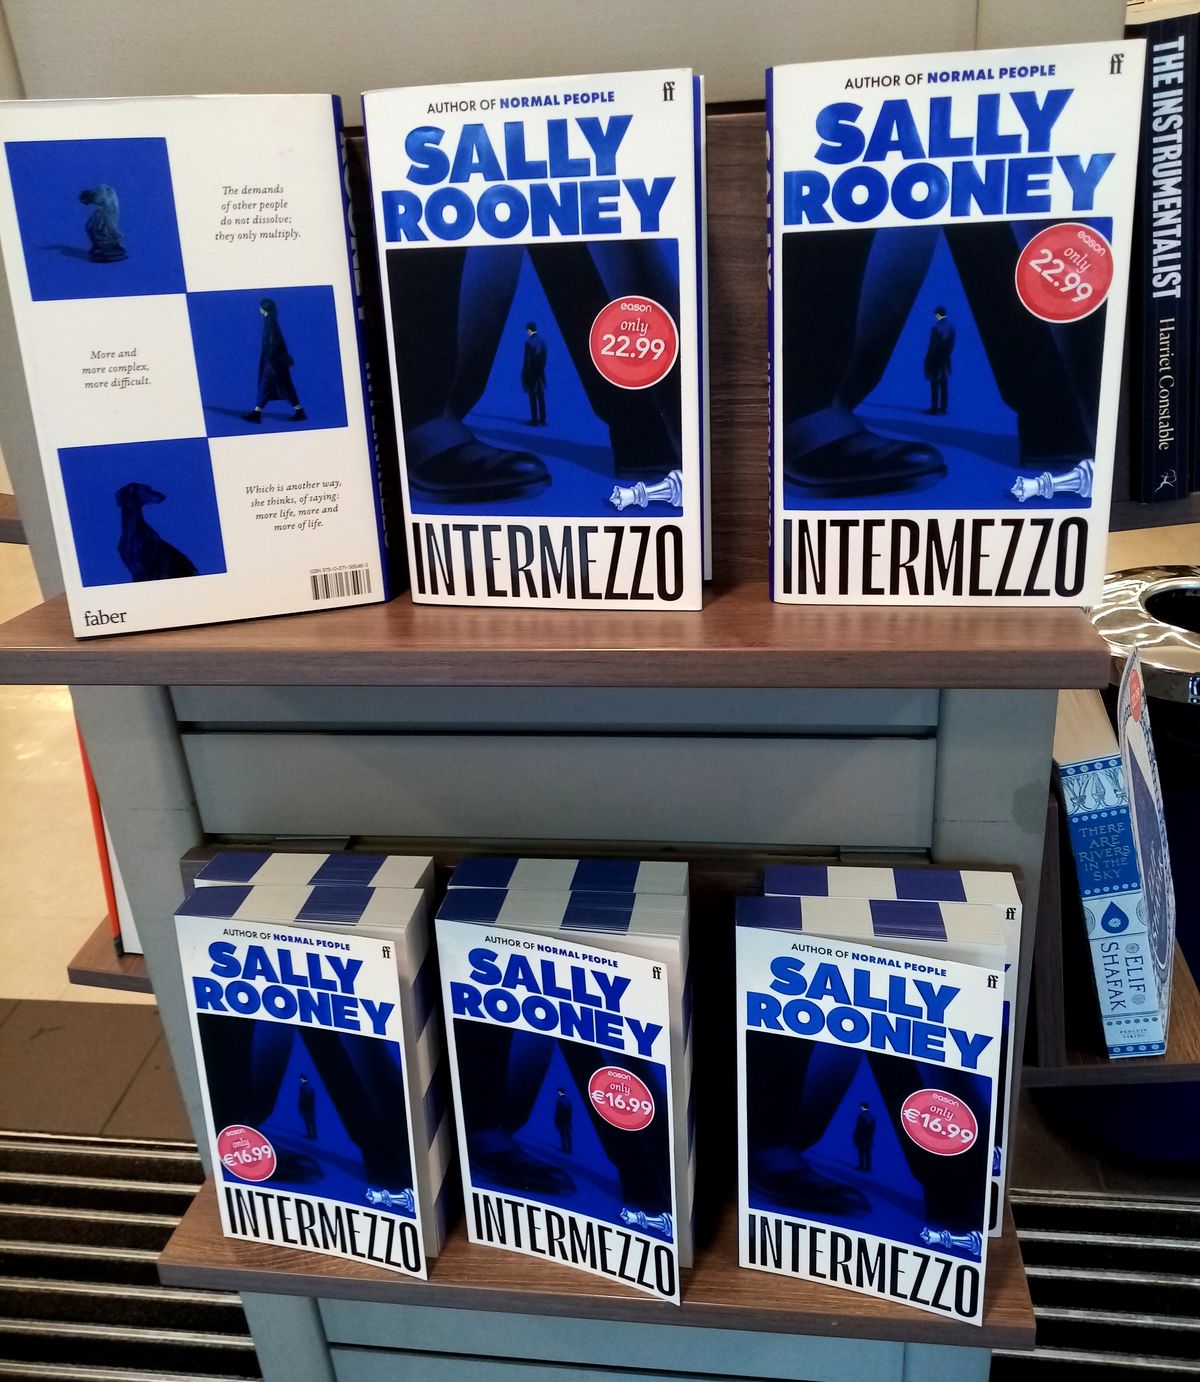 The demands
of other people
do not dissolve;
they only multiply.
More and
more complex,
more difficult.
Which is another way,
she thinks, of saying:
more life, more and
more of life.
faber
AUTHOR OF NORMAL PEOPLE
ff
SALLY
ROONEY
eason
only
22.99
INTERMEZZO
AUTHOR OF NORMAL PEOPLE
ff
SALLY
ROONEY
eason
only
22.99
INTERMEZZO
THE INSTRUMENTALIST
Harriet Constable
AUTHOR OF NORMAL PEOPLE
ff
SALLY
ROONEY
eason
only
€16.99
INTERMEZZO
AUTHOR OF NORMAL PEOPLE
ff
SALLY
ROONEY
eason
only
€16.99
INTERMEZZO
ff
AUTHOR OF NORMAL PEOPLE
ff
SALLY
ROONEY
eason
only
€16.99
INTERMEZZO
THERE
ARE
RIVERS
IN THE
SKY
ELIF
SHAFAK